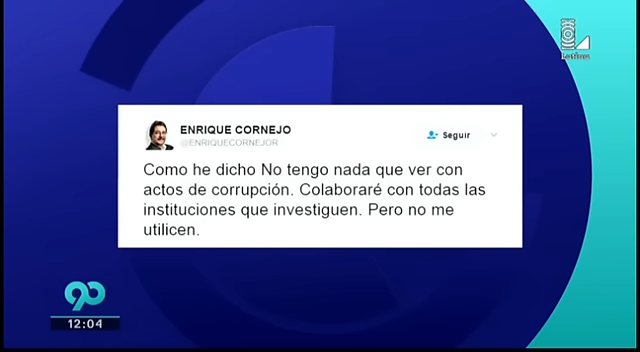 Latina
ENRIQUE CORNEJO
@ENRIQUECORNEJOR
Seguir
Como he dicho No tengo nada que ver con
actos de corrupción. Colaboraré con todas las
instituciones que investiguen. Pero no me
utilicen.
90
12:04